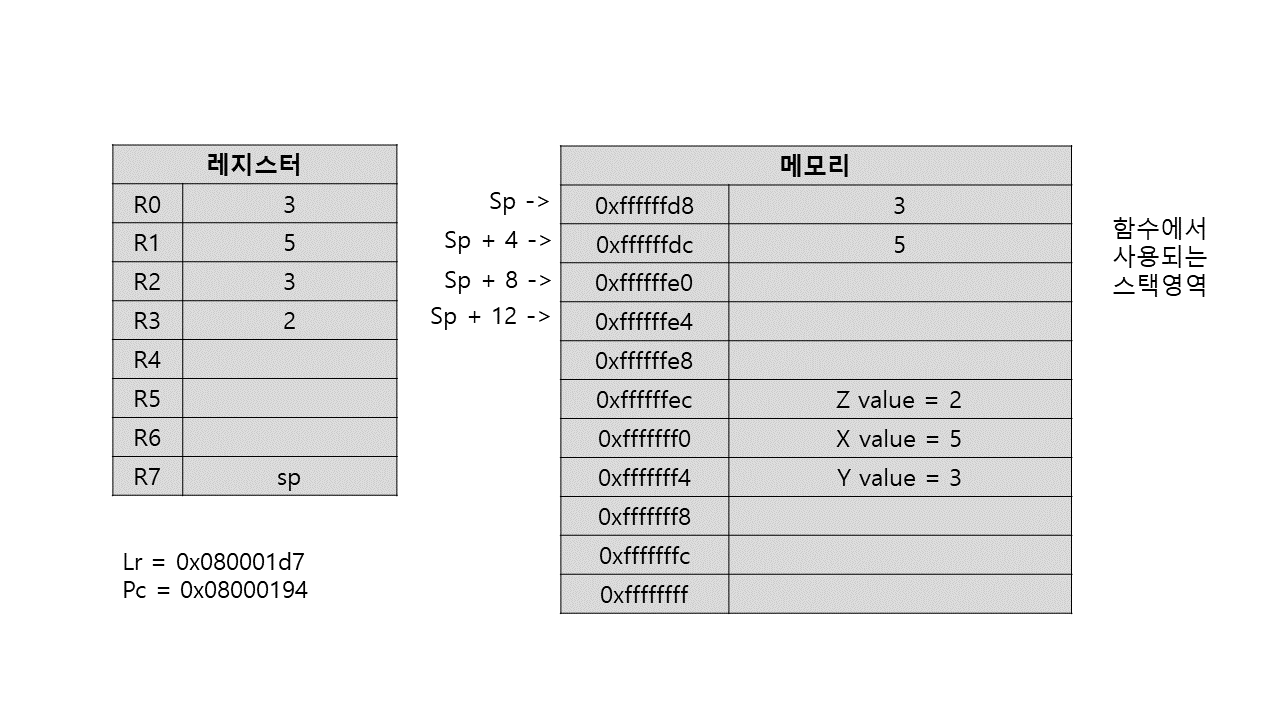 레지스터
R0 3
R1 5
R2 3
R3 2
R4
R5
R6
R7 sp
Lr = 0x080001d7
Pc = 0x08000194
Sp ->
Sp + 4 ->
Sp + 8 ->
Sp + 12 ->
메모리
0xffffffd8 3
0xffffffdc 5
0xffffffe0
0xffffffe4
0xffffffe8
0xffffffec Z value = 2
0xfffffff0 X value = 5
0xfffffff4 Y value = 3
0xfffffff8
0xfffffffc
0xffffffff
함수에서
사용되는
스택영역